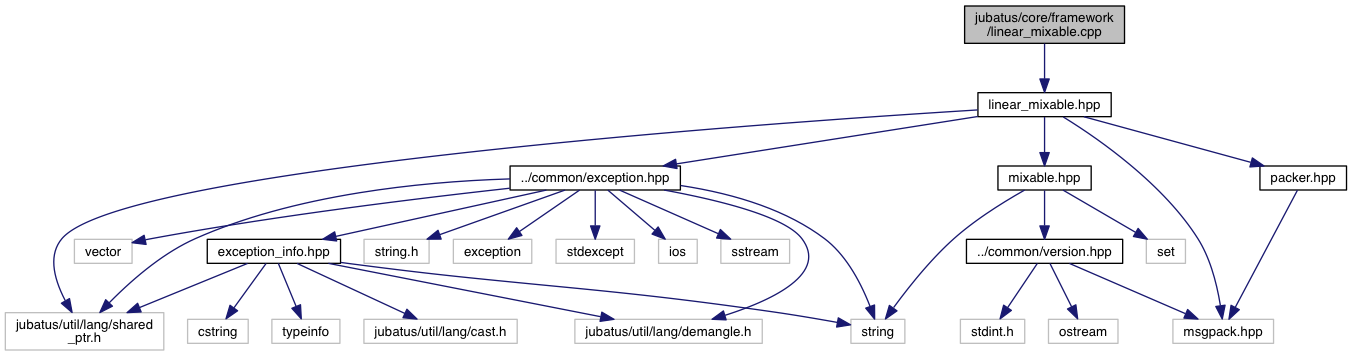 jubatus/core/framework
/linear_mixable.cpp
linear_mixable.hpp
../common/exception.hpp
mixable.hpp
packer.hpp
vector
exception_info.hpp
string.h
exception
stdexcept
ios
sstream
../common/version.hpp
set
jubatus/util/lang/shared
_ptr.h
cstring
typeinfo
jubatus/util/lang/cast.h
jubatus/util/lang/demangle.h
string
stdint.h
ostream
msgpack.hpp